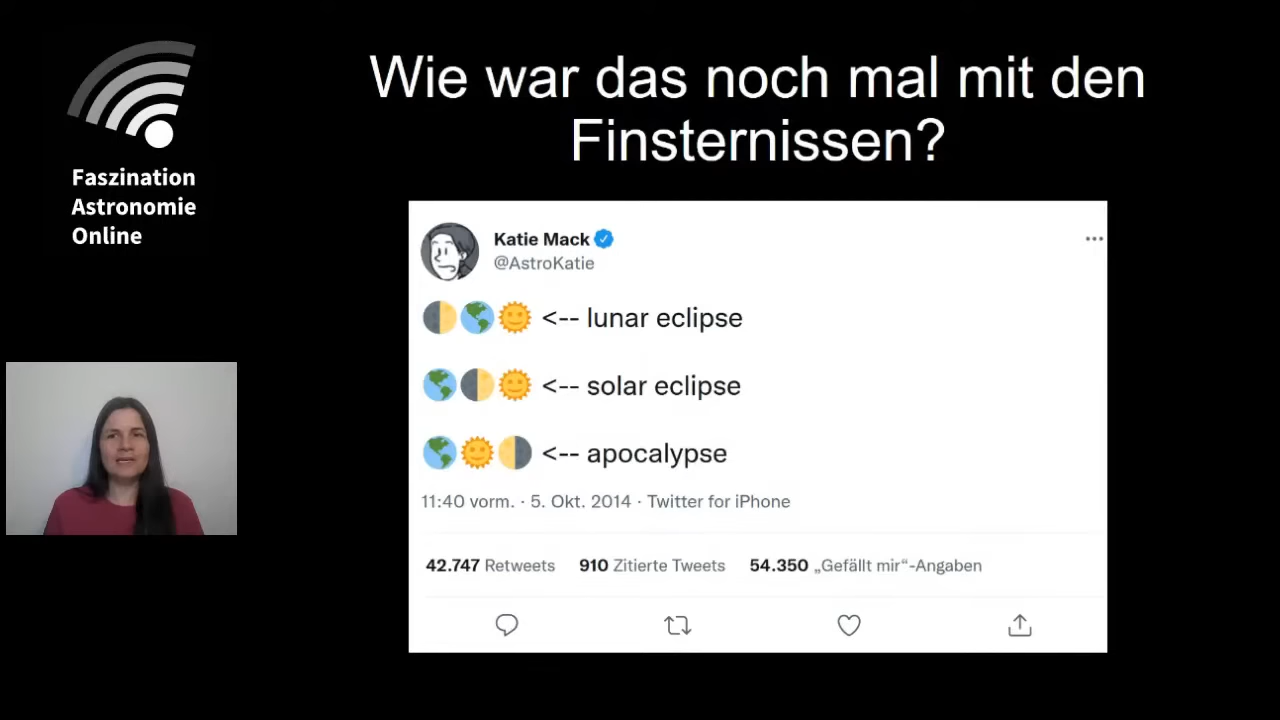 Faszination
Astronomie
Online
Wie war das noch mal mit den
Finsternissen?
Katie Mack
@AstroKatie
<-- lunar eclipse
<-- solar eclipse
<-- apocalypse
11:40 vorm. · 5. Okt. 2014 · Twitter for iPhone
42.747 Retweets 910 Zitierte Tweets 54.350 „Gefällt mir“-Angaben